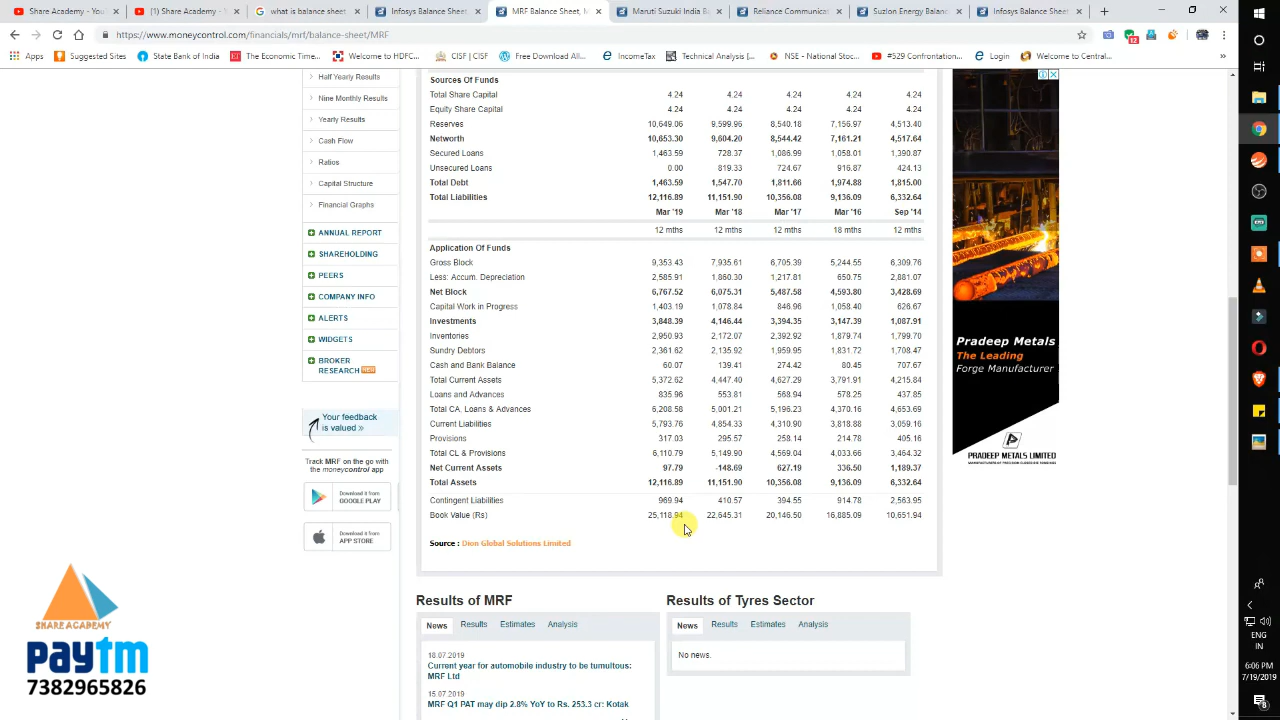 Share Academy - You
(1) Share Academy -
what is balance sheet
Infosys Balance Sheet
MRF Balance Sheet, M
Maruti Suzuki India Ba
Reliance Communicat
Suzlon Energy Balanc
Infosys Balance Sheet
https://www.moneycontrol.com/financials/mrf/balance-sheet/MRF
12
Apps
Suggested Sites
State Bank of India
The Economic Time...
Welcome to HDFC...
CISF | CISF
Free Download All...
IncomeTax
Technical Analysis |...
NSE - National Stoc...
#529 Confrontation...
Login
Welcome to Central...
»
Half Yearly Results
Nine Monthly Results
Yearly Results
Cash Flow
Ratios
Capital Structure
Financial Graphs
ANNUAL REPORT
SHAREHOLDING
PEERS
COMPANY INFO
ALERTS
WIDGETS
BROKER
RESEARCH
Your feedback
is valued »
Track MRF on the go with
the moneycontrol app
Download it from
GOOGLE PLAY
Download it from
APP STORE
Sources Of Funds
Total Share Capital 4.24 4.24 4.24 4.24 4.24
Equity Share Capital 4.24 4.24 4.24 4.24 4.24
Reserves 10,649.06 9,599.96 8,540.18 7,156.97 4,513.40
Networth 10,653.30 9,604.20 8,544.42 7,161.21 4,517.64
Secured Loans 1,463.59 728.37 1,086.99 1,058.01 1,390.87
Unsecured Loans 0.00 819.33 724.67 916.87 424.13
Total Debt 1,463.59 1,547.70 1,811.66 1,974.88 1,815.00
Total Liabilities 12,116.89 11,151.90 10,356.08 9,136.09 6,332.64
Mar '19 Mar '18 Mar '17 Mar '16 Sep '14
12 mths 12 mths 12 mths 18 mths 12 mths
Application Of Funds
Gross Block 9,353.43 7,935.61 6,705.39 5,244.55 6,309.76
Less: Accum. Depreciation 2,585.91 1,860.30 1,217.81 650.75 2,881.07
Net Block 6,767.52 6,075.31 5,487.58 4,593.80 3,428.69
Capital Work in Progress 1,403.19 1,078.84 846.96 1,058.40 626.67
Investments 3,848.39 4,146.44 3,394.35 3,147.39 1,087.91
Inventories 2,950.93 2,172.07 2,392.92 1,879.74 1,799.70
Sundry Debtors 2,361.62 2,135.92 1,959.95 1,831.72 1,708.47
Cash and Bank Balance 60.07 139.41 274.42 80.45 707.67
Total Current Assets 5,372.62 4,447.40 4,627.29 3,791.91 4,215.84
Loans and Advances 835.96 553.81 568.94 578.25 437.85
Total CA, Loans & Advances 6,208.58 5,001.21 5,196.23 4,370.16 4,653.69
Current Liabilities 5,793.76 4,854.33 4,310.90 3,818.88 3,059.16
Provisions 317.03 295.57 258.14 214.78 405.16
Total CL & Provisions 6,110.79 5,149.90 4,569.04 4,033.66 3,464.32
Net Current Assets 97.79 -148.69 627.19 336.50 1,189.37
Total Assets 12,116.89 11,151.90 10,356.08 9,136.09 6,332.64
Contingent Liabilities 969.94 410.57 394.55 914.78 2,563.95
Book Value (Rs) 25,118.94 22,645.31 20,146.50 16,885.09 10,651.94
Source : Dion Global Solutions Limited
Results of MRF
News Results Estimates Analysis
18.07.2019
Current year for automobile industry to be tumultous:
MRF Ltd
15.07.2019
MRF Q1 PAT may dip 2.8% YoY to Rs. 253.3 cr: Kotak
Results of Tyres Sector
News Results Estimates Analysis
No news.
Pradeep Metals
The Leading
Forge Manufacturer
PRADEEP METALS LIMITED
SHARE ACADEMY
paytm
7382965826
ENG
IN
6:06 PM
7/19/2019
8